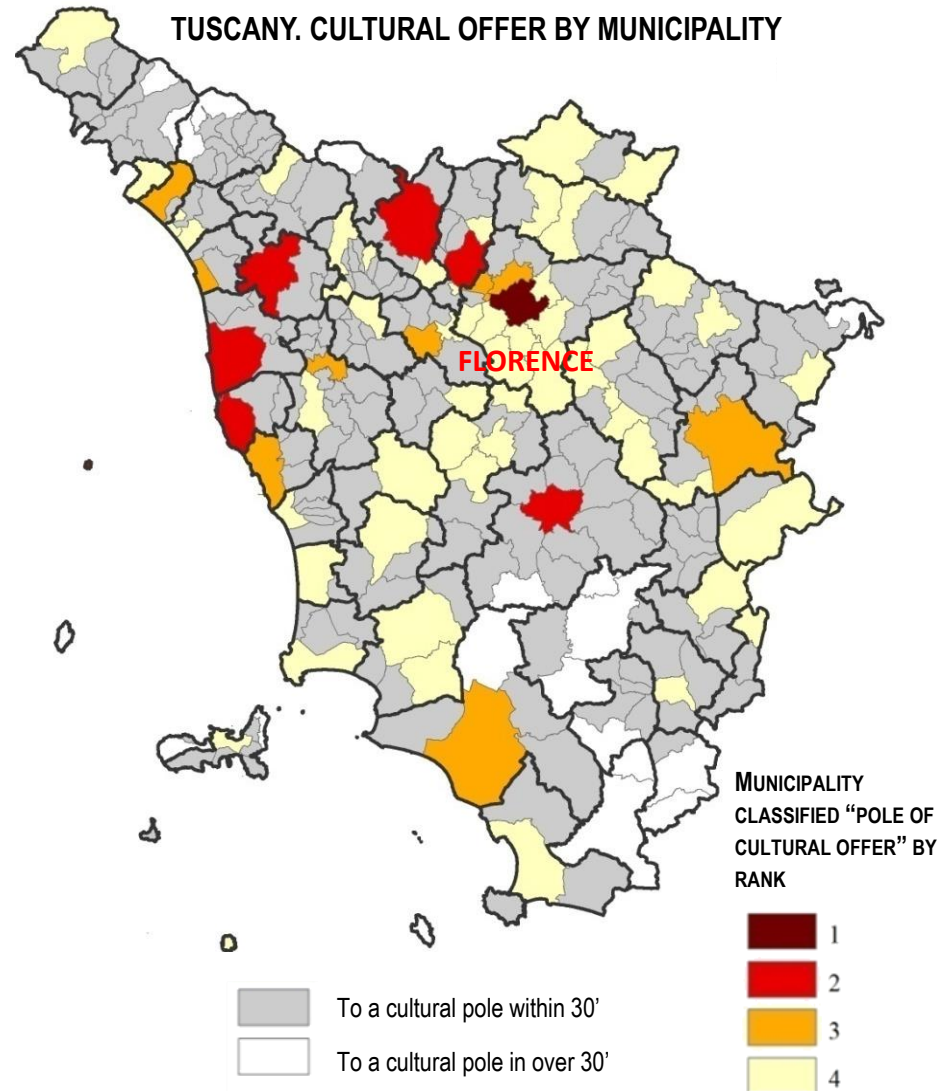 TUSCANY. CULTURAL OFFER BY MUNICIPALITY
FLORENCE
MUNICIPALITY
CLASSIFIED “POLE OF
CULTURAL OFFER” BY
RANK
1
2
3
4
To a cultural pole within 30’
To a cultural pole in over 30’